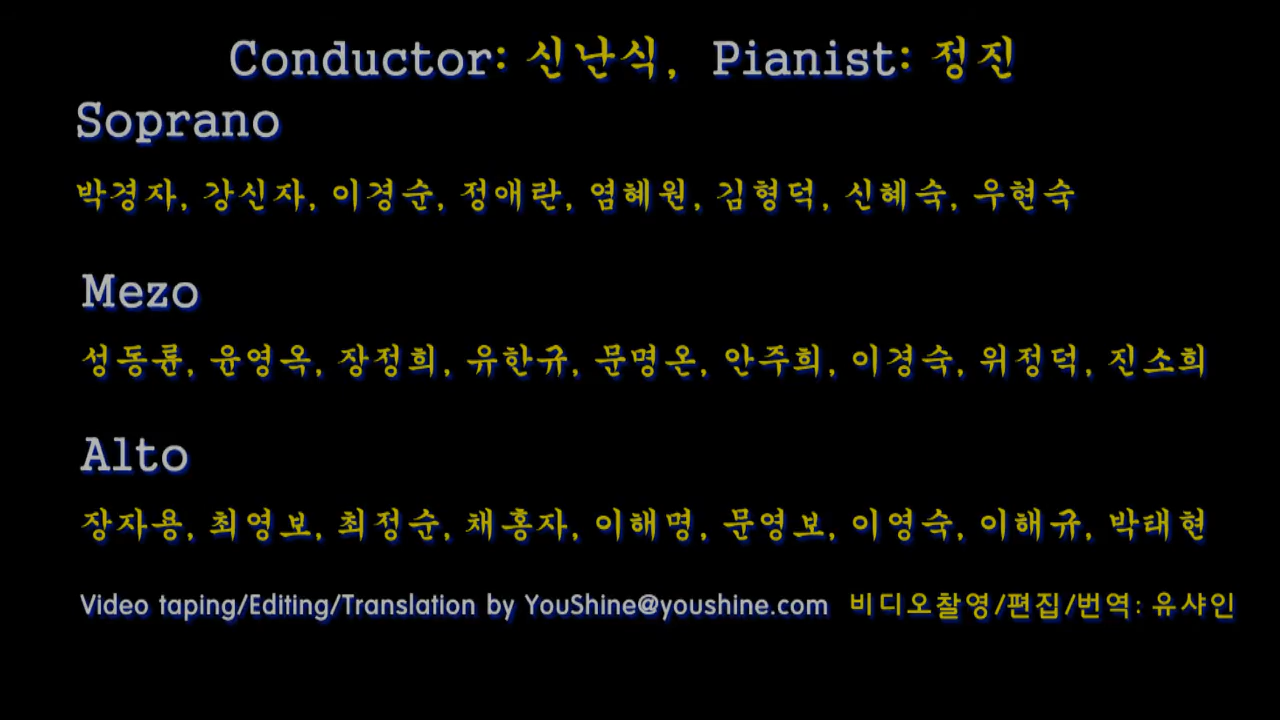 Conductor: 신난식, Pianist: 정진
Soprano
박경자, 강신자, 이경순, 정애란, 염혜원, 김형덕, 신혜숙, 우현숙
Mezo
성동륜, 윤영옥, 장정희, 유한규, 문명온, 안주희, 이경숙, 위정덕, 진소희
Alto
장자용, 최영보, 최정순, 채홍자, 이해명, 문영보, 이영숙, 이해규, 박태현
Video taping/Editing/Translation by YouShine@youshine.com 비디오촬영/편집/번역: 유샤인